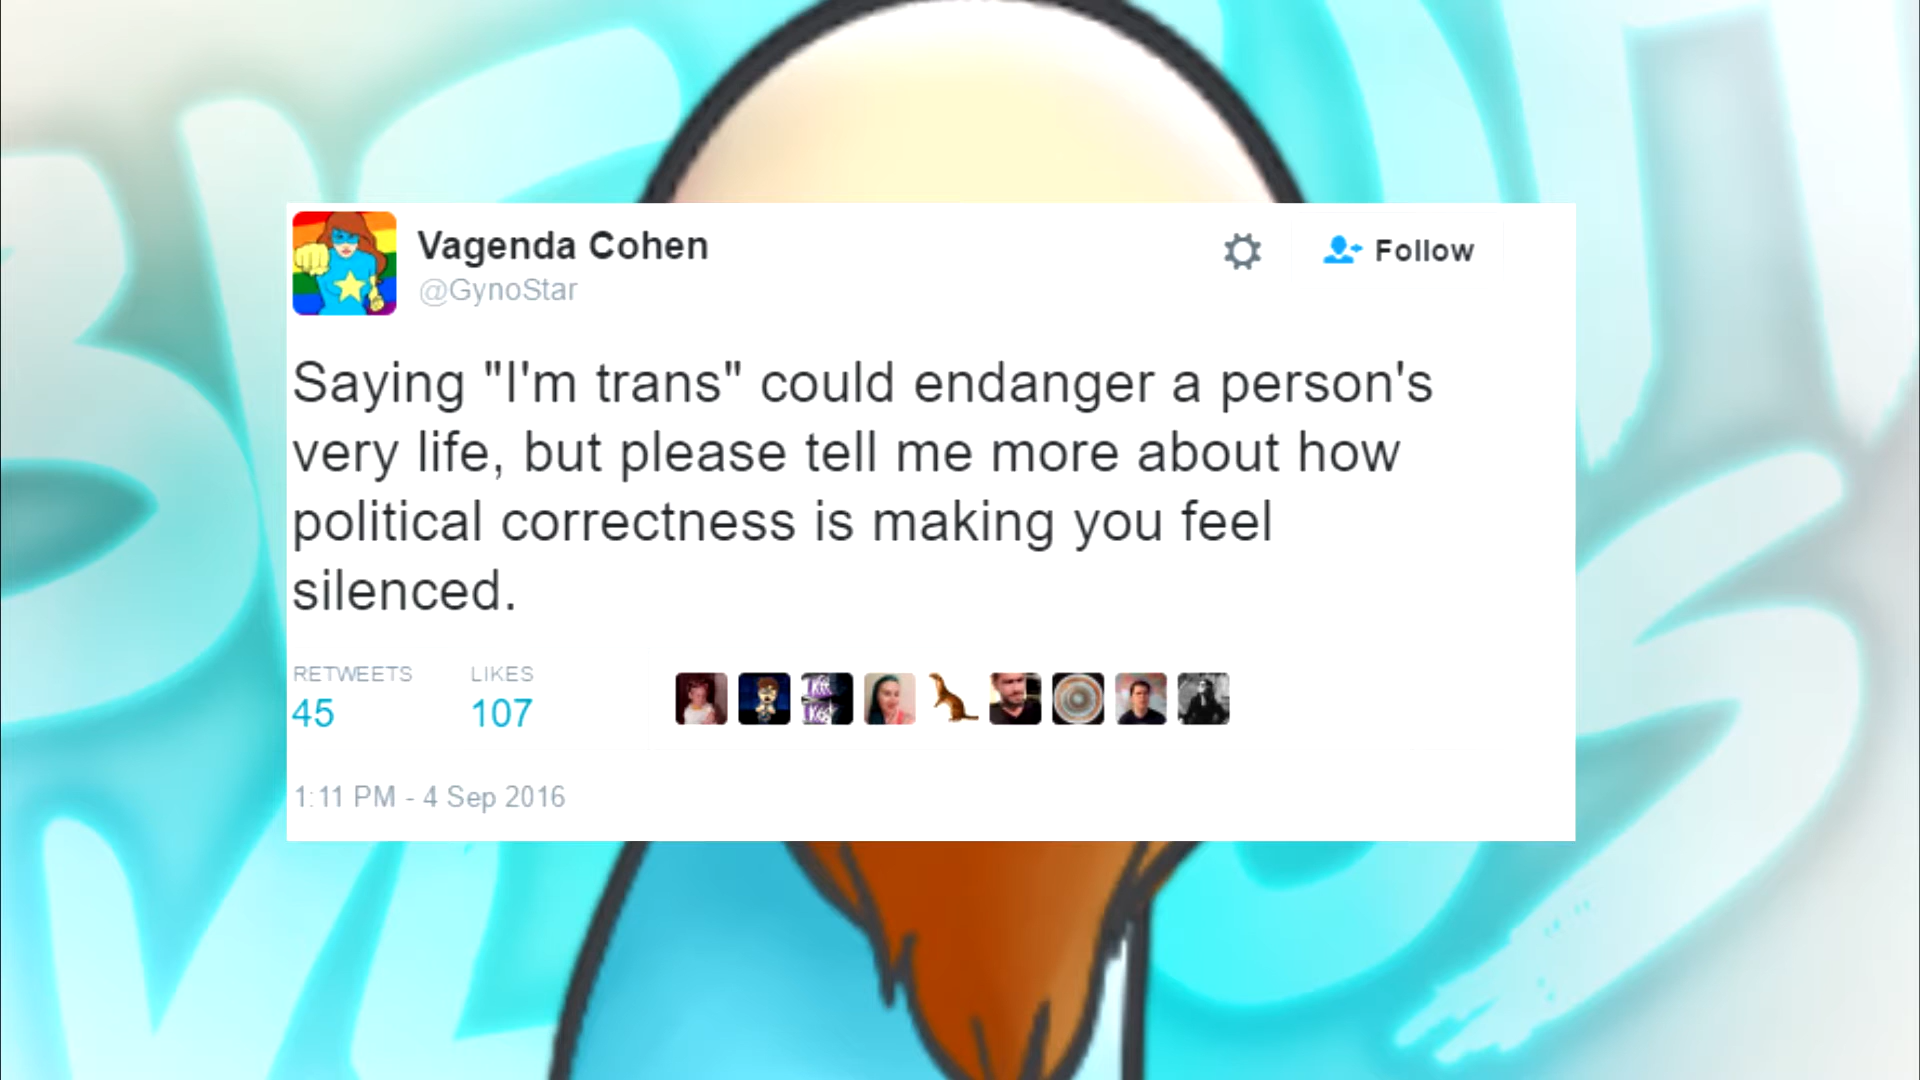 Vagenda Cohen
@GynoStar
Follow
Saying "I'm trans" could endanger a person's
very life, but please tell me more about how
political correctness is making you feel
silenced.
RETWEETS LIKES
45 107
1:11 PM - 4 Sep 2016